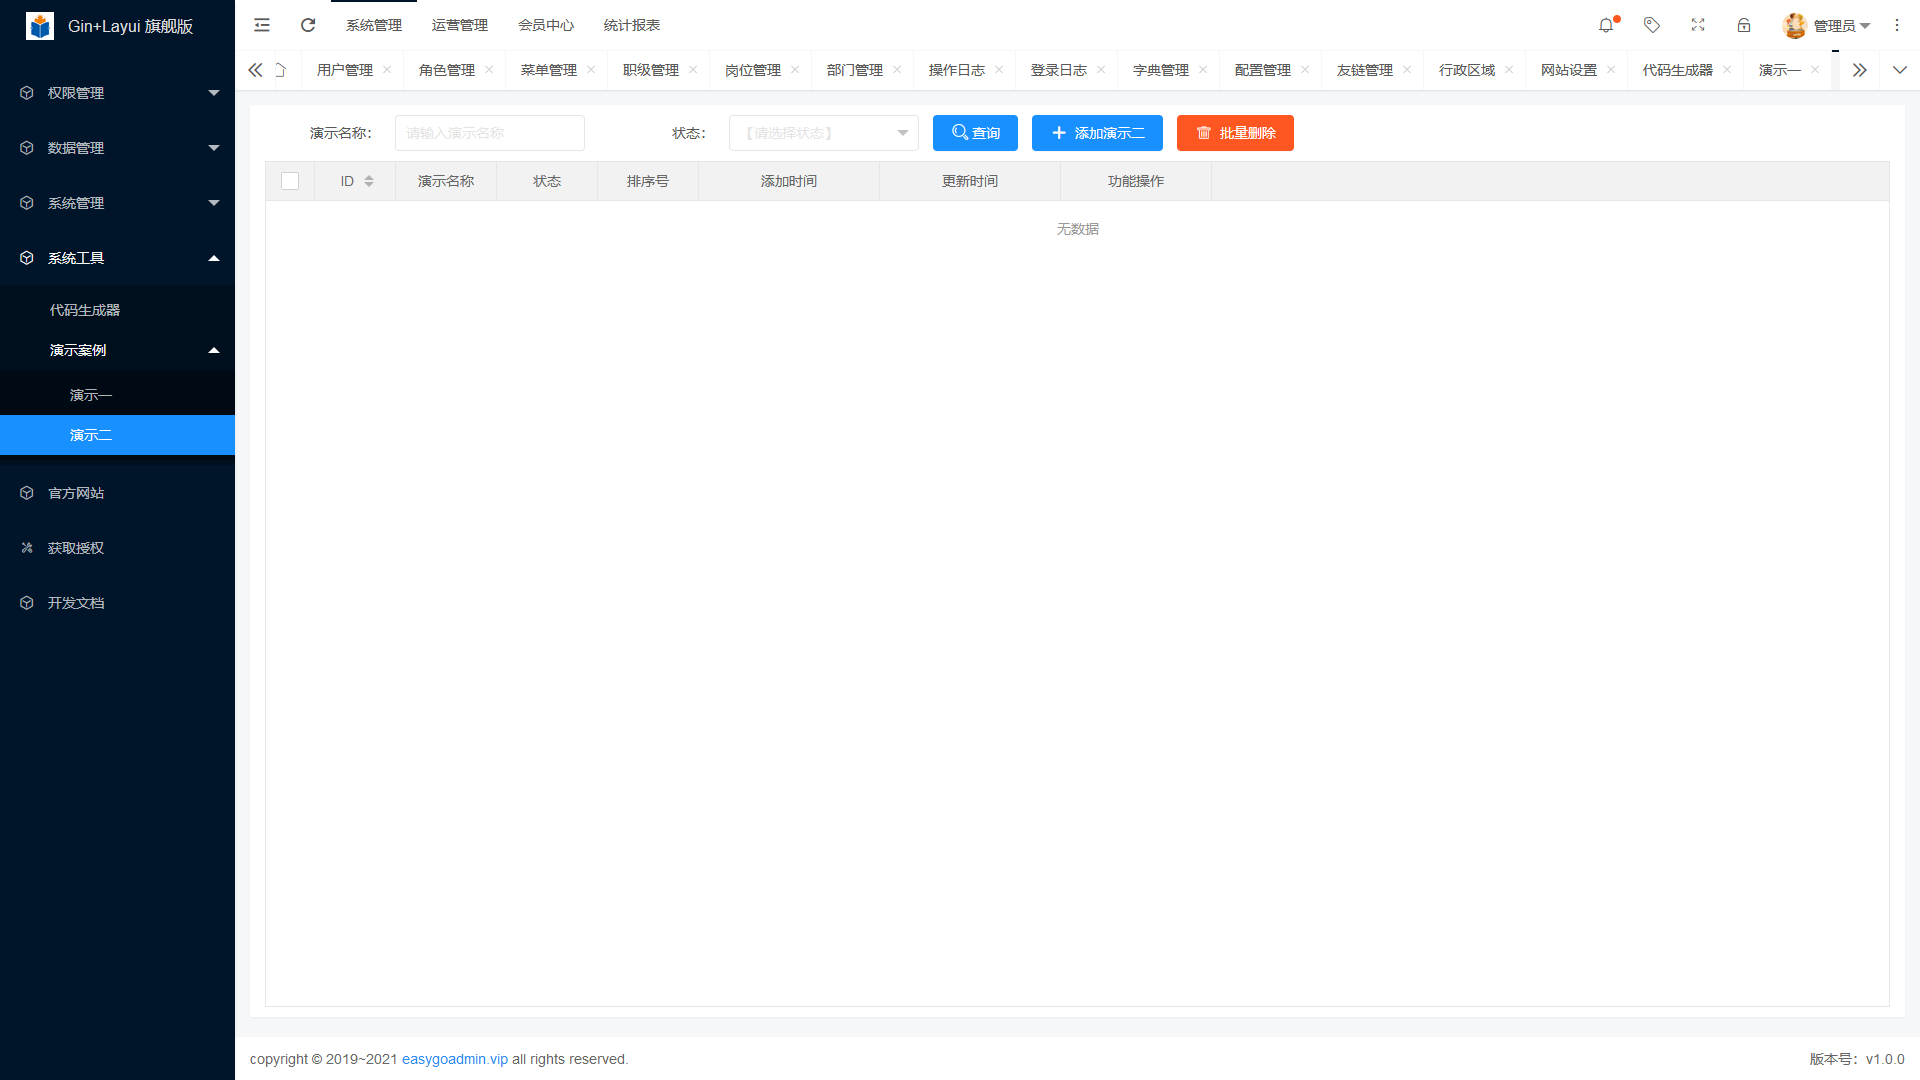 Gin+Layui 旗舰版
系统管理 运营管理 会员中心 统计报表
管理员
用户管理 角色管理 菜单管理 职级管理 岗位管理 部门管理 操作日志 登录日志 字典管理 配置管理 友链管理 行政区域 网站设置 代码生成器 演示一
权限管理
数据管理
系统管理
系统工具
代码生成器
演示案例
演示一
演示二
官方网站
获取授权
开发文档
演示名称： 请输入演示名称 状态： 【请选择状态】 查询 添加演示二 批量删除
ID 演示名称 状态 排序号 添加时间 更新时间 功能操作
无数据
copyright © 2019~2021 easygoadmin.vip all rights reserved.
版本号：v1.0.0